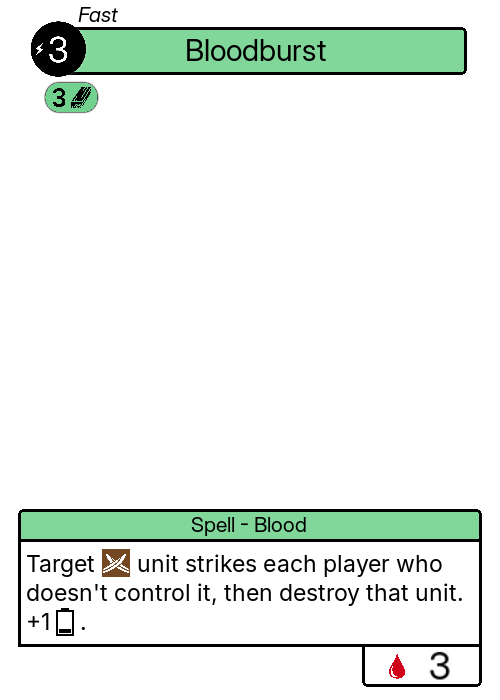 Fast
3
Bloodburst
3
Spell - Blood
Target unit strikes each player who
doesn't control it, then destroy that unit.
+1 .
3